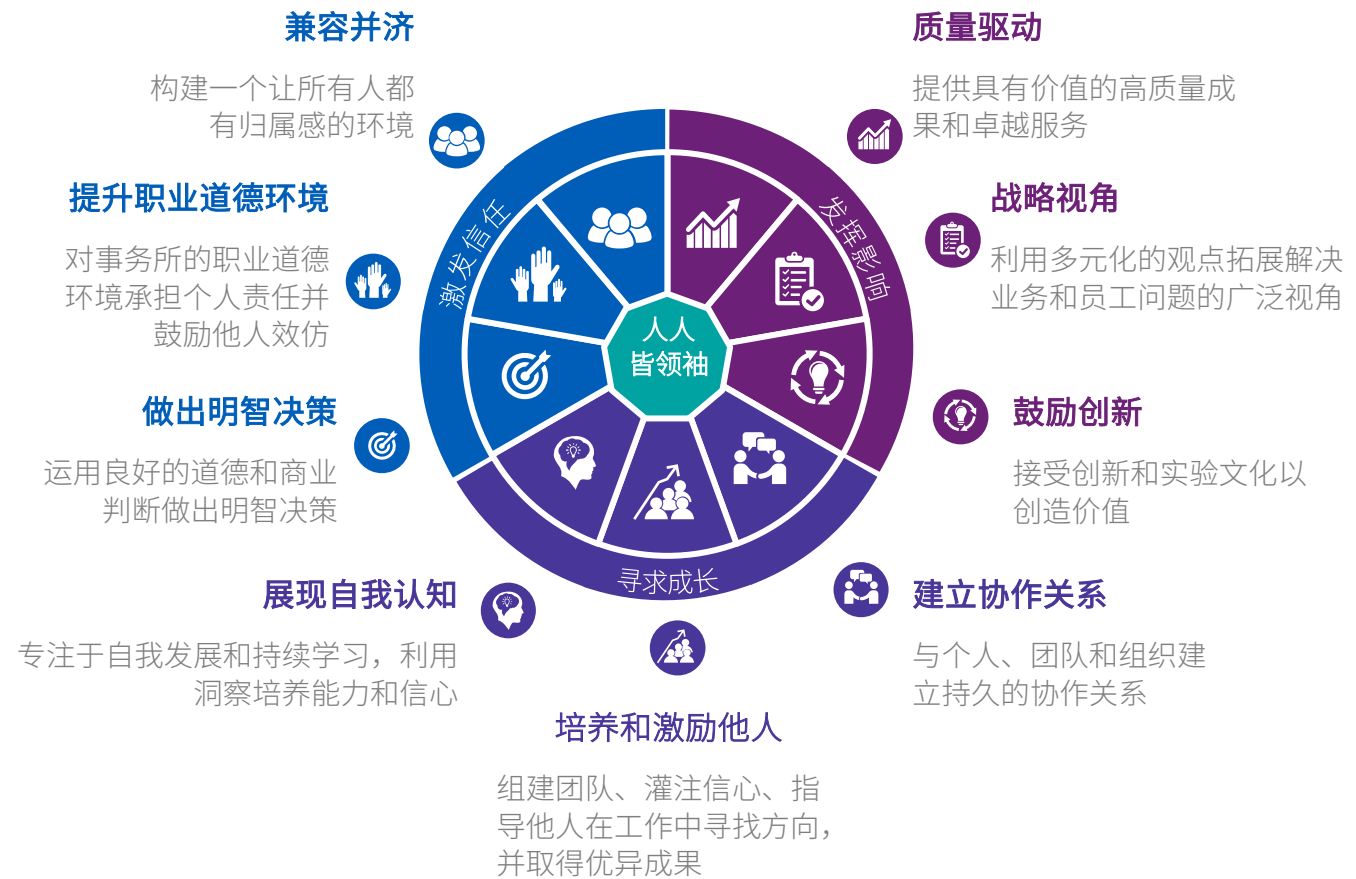 兼容并济
构建一个让所有人都
有归属感的环境
质量驱动
提供具有价值的高质量成
果和卓越服务
提升职业道德环境
对事务所的职业道德
环境承担个人责任并
鼓励他人效仿
战略视角
利用多元化的观点拓展解决
业务和员工问题的广泛视角
激发信任
发挥影响
人人
皆领袖
做出明智决策
运用良好的道德和商业
判断做出明智决策
鼓励创新
接受创新和实验文化以
创造价值
寻求成长
展现自我认知
专注于自我发展和持续学习，利用
洞察培养能力和信心
建立协作关系
与个人、团队和组织建
立持久的协作关系
培养和激励他人
组建团队、灌注信心、指
导他人在工作中寻找方向，
并取得优异成果